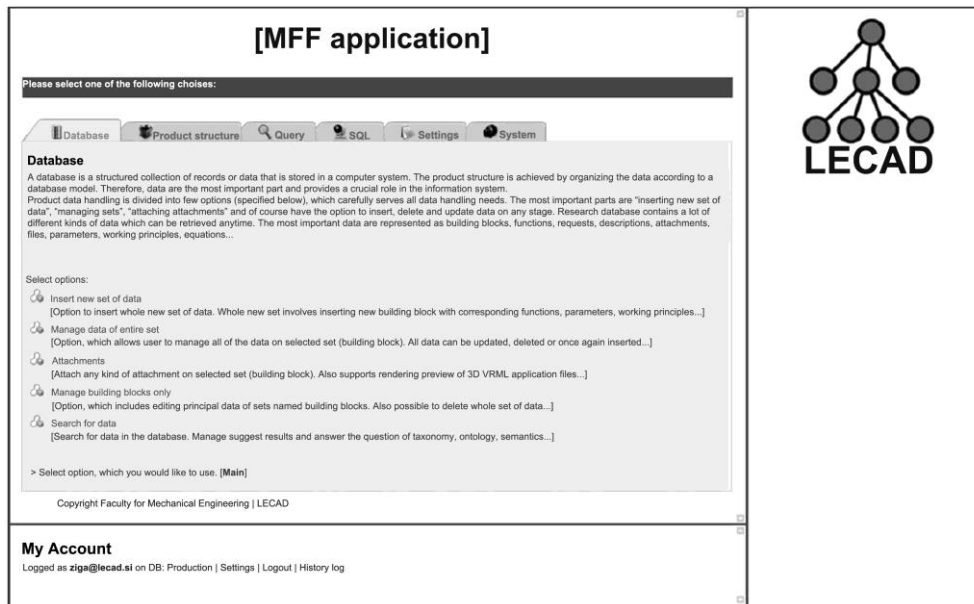 [MFF application]
Please select one of the following choises:
Database
Product structure
Query
SQL
Settings
System
Database
A database is a structured collection of records or data that is stored in a computer system. The product structure is achieved by organizing the data according to a
database model. Therefore, data are the most important part and provides a crucial role in the information system.
Product data handling is divided into few options (specified below), which carefully serves all data handling needs. The most important parts are "inserting new set of
data", "managing sets", "attaching attachments" and of course have the option to insert, delete and update data on any stage. Research database contains a lot of
different kinds of data which can be retrieved anytime. The most important data are represented as building blocks, functions, requests, descriptions, attachments,
files, parameters, working principles, equations...
Select options:
Insert new set of data
[Option to insert whole new set of data. Whole new set involves inserting new building block with corresponding functions, parameters, working principles...]
Manage data of entire set
[Option, which allows user to manage all of the data on selected set (building block). All data can be updated, deleted or once again inserted...]
Attachments
[Attach any kind of attachment on selected set (building block). Also supports rendering preview of 3D VRML application files...]
Manage building blocks only
[Option, which includes editing principal data of sets named building blocks. Also possible to delete whole set of data...]
Search for data
[Search for data in the database. Manage suggest results and answer the question of taxonomy, ontology, semantics...]
> Select option, which you would like to use. [Main]
Copyright Faculty for Mechanical Engineering | LECAD
My Account
Logged as ziga@lecad.si on DB: Production | Settings | Logout | History log
LECAD